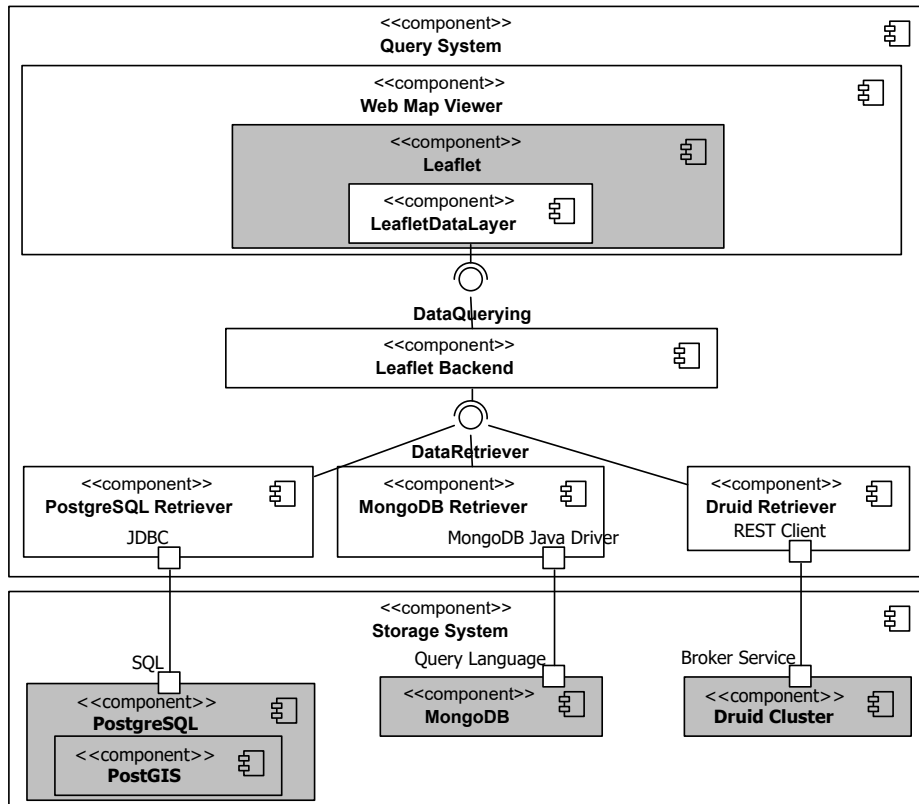 <<component>>
Query System
<<component>>
Web Map Viewer
<<component>>
Leaflet
<<component>>
LeafletDataLayer
DataQuerying
<<component>>
Leaflet Backend
DataRetriever
<<component>>
PostgreSQL Retriever
JDBC
<<component>>
MongoDB Retriever
MongoDB Java Driver
<<component>>
Druid Retriever
REST Client
<<component>>
Storage System
SQL
<<component>>
PostgreSQL
<<component>>
PostGIS
Query Language
<<component>>
MongoDB
Broker Service
<<component>>
Druid Cluster